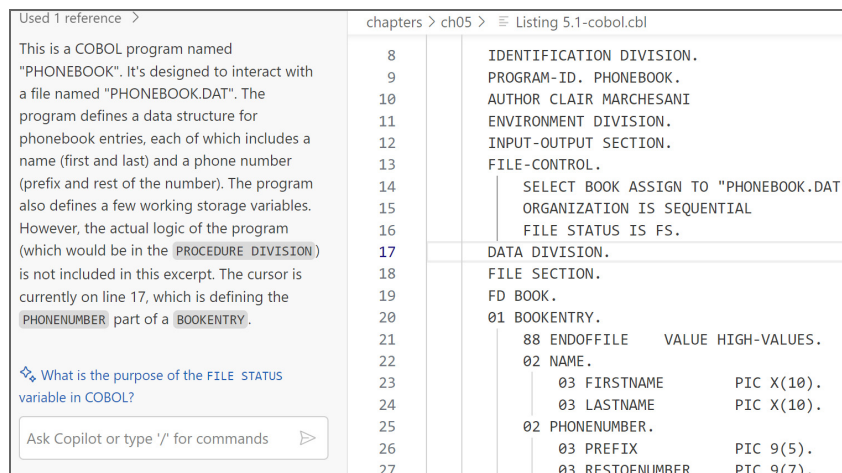 Used 1 reference >
This is a COBOL program named
"PHONEBOOK". It's designed to interact with
a file named "PHONEBOOK.DAT". The
program defines a data structure for
phonebook entries, each of which includes a
name (first and last) and a phone number
(prefix and rest of the number). The program
also defines a few working storage variables.
However, the actual logic of the program
(which would be in the PROCEDURE DIVISION)
is not included in this excerpt. The cursor is
currently on line 17, which is defining the
PHONENUMBER part of a BOOKENTRY.
What is the purpose of the FILE STATUS
variable in COBOL?
Ask Copilot or type '/' for commands
chapters > ch05 > Listing 5.1-cobol.cbl
8 IDENTIFICATION DIVISION.
9 PROGRAM-ID. PHONEBOOK.
10 AUTHOR CLAIR MARCHESANI
11 ENVIRONMENT DIVISION.
12 INPUT-OUTPUT SECTION.
13 FILE-CONTROL.
14 SELECT BOOK ASSIGN TO "PHONEBOOK.DAT
15 ORGANIZATION IS SEQUENTIAL
16 FILE STATUS IS FS.
17 DATA DIVISION.
18 FILE SECTION.
19 FD BOOK.
20 01 BOOKENTRY.
21 88 ENDOFFILE VALUE HIGH-VALUES.
22 02 NAME.
23 03 FIRSTNAME PIC X(10).
24 03 LASTNAME PIC X(10).
25 02 PHONENUMBER.
26 03 PREFIX PIC 9(5).
27 03 RESTOFNUMBER PIC 9(7).